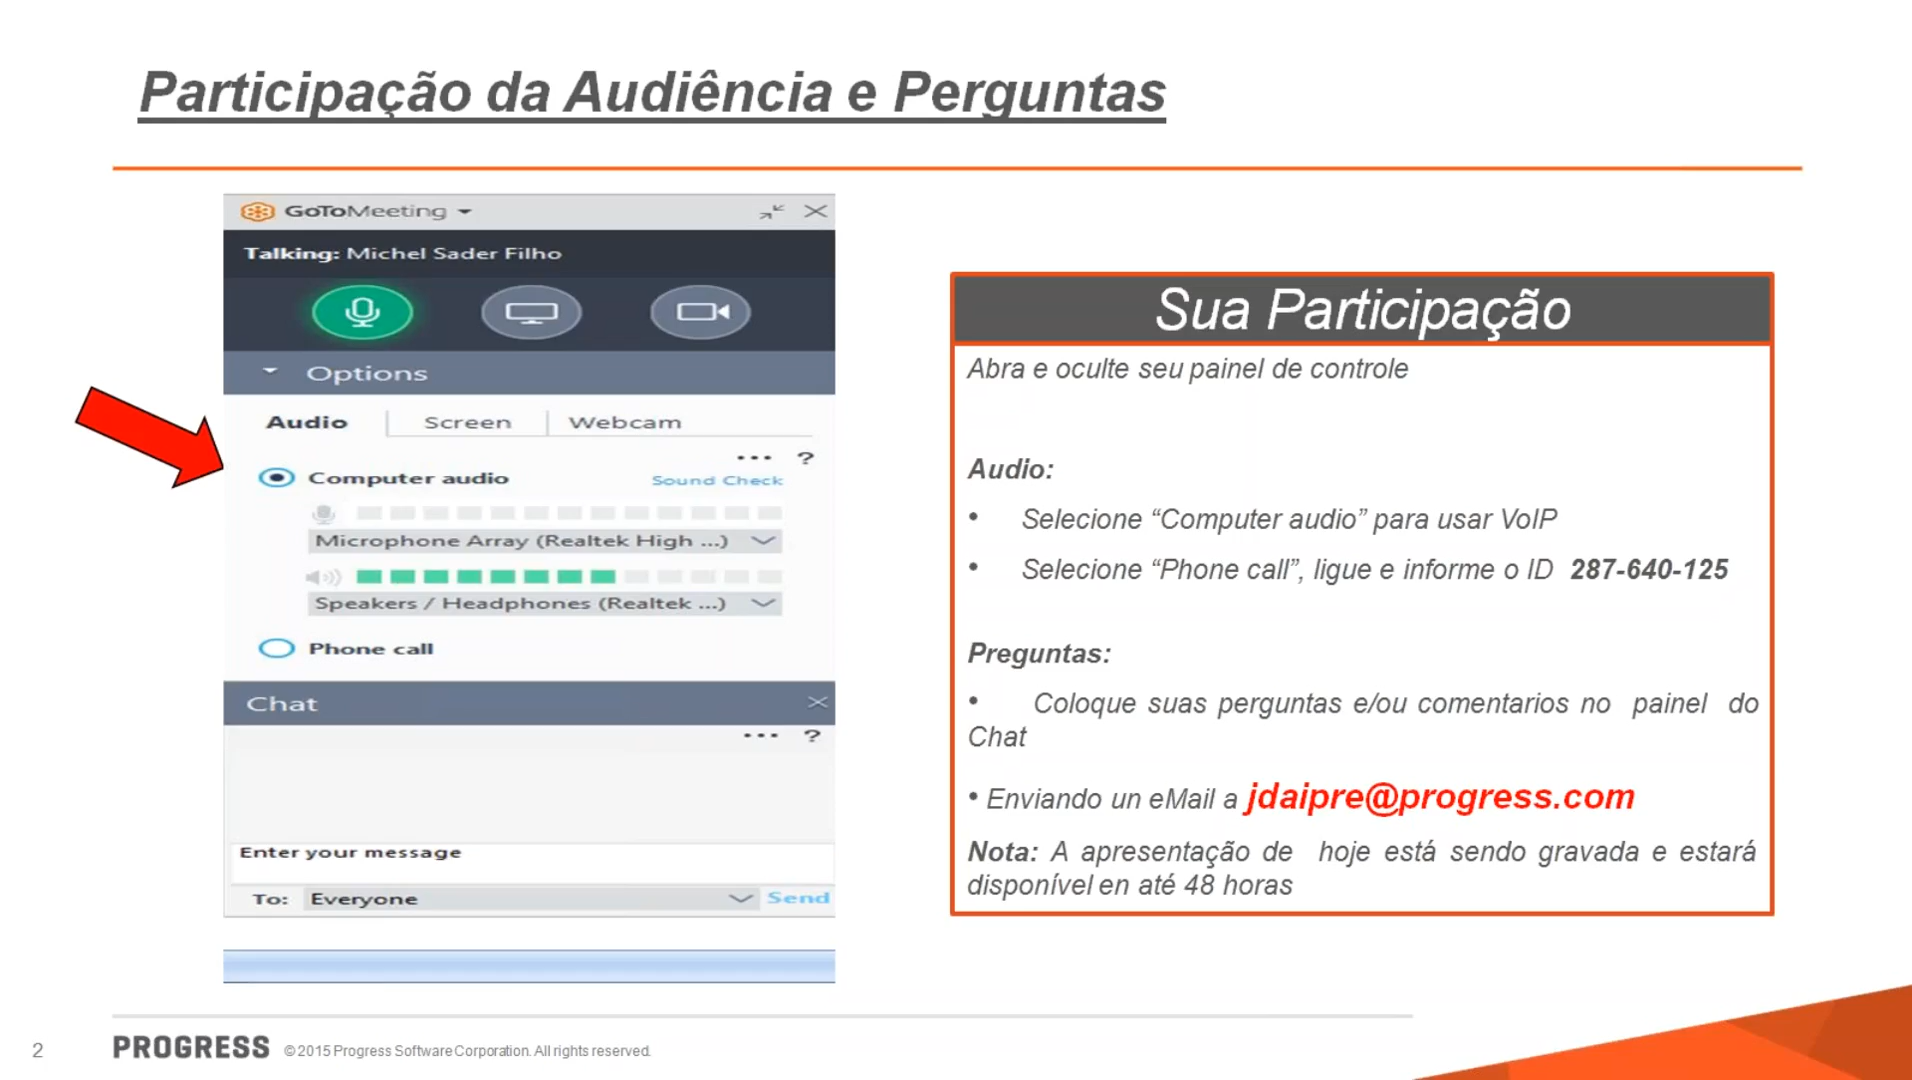 Participação da Audiência e Perguntas
GoToMeeting
Talking: Michel Sader Filho
Options
Audio
Screen
Webcam
... ?
Computer audio
Sound Check
Microphone Array (Realtek High ...)
Speakers / Headphones (Realtek ...)
Phone call
Chat
... ?
Enter your message
To: Everyone
Send
Sua Participação
Abra e oculte seu painel de controle
Audio:
• Selecione “Computer audio” para usar VoIP
• Selecione “Phone call”, ligue e informe o ID 287-640-125
Preguntas:
• Coloque suas perguntas e/ou comentarios no painel do
Chat
• Enviando un eMail a jdaipre@progress.com
Nota: A apresentação de hoje está sendo gravada e estará
disponível en até 48 horas
2
PROGRESS
© 2015 Progress Software Corporation. All rights reserved.